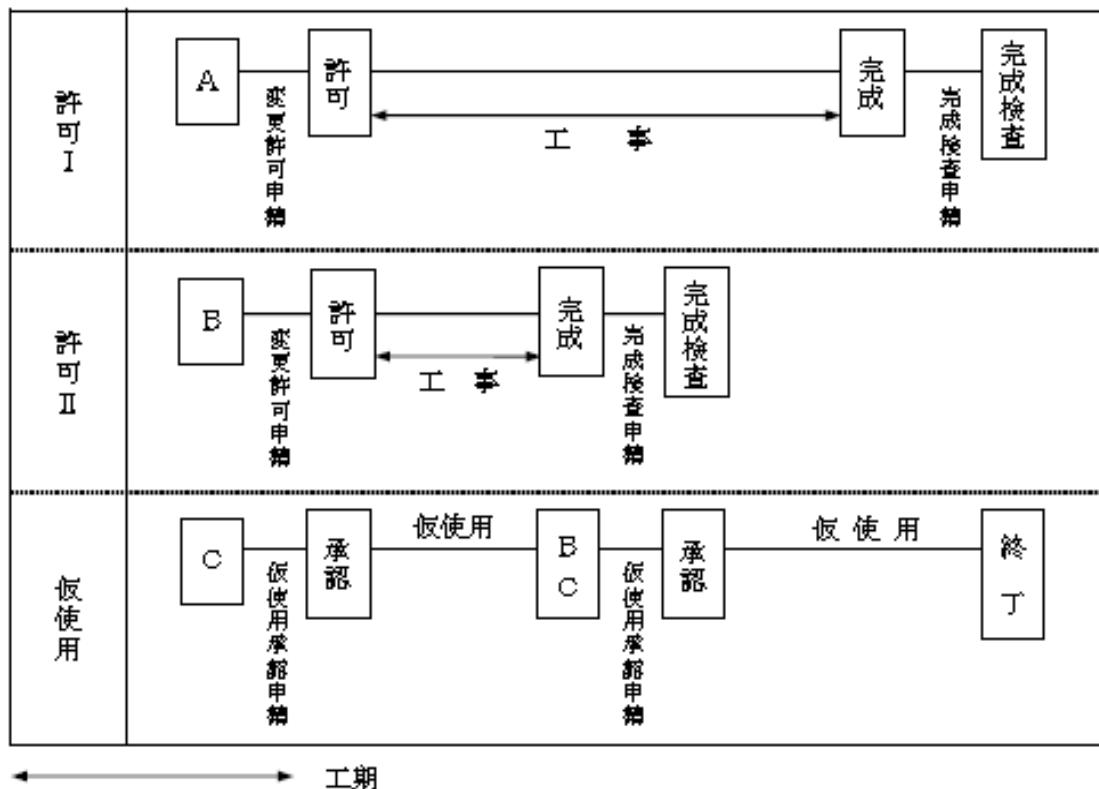 許可Ⅰ
A
変更許可申請
許可
工 事
完成
完成検査申請
完成検査
許可Ⅱ
B
変更許可申請
許可
工 事
完成
完成検査申請
完成検査
仮使用
C
仮使用承認申請
承認
仮使用
BC
仮使用承認申請
承認
仮 使 用
終了
工期